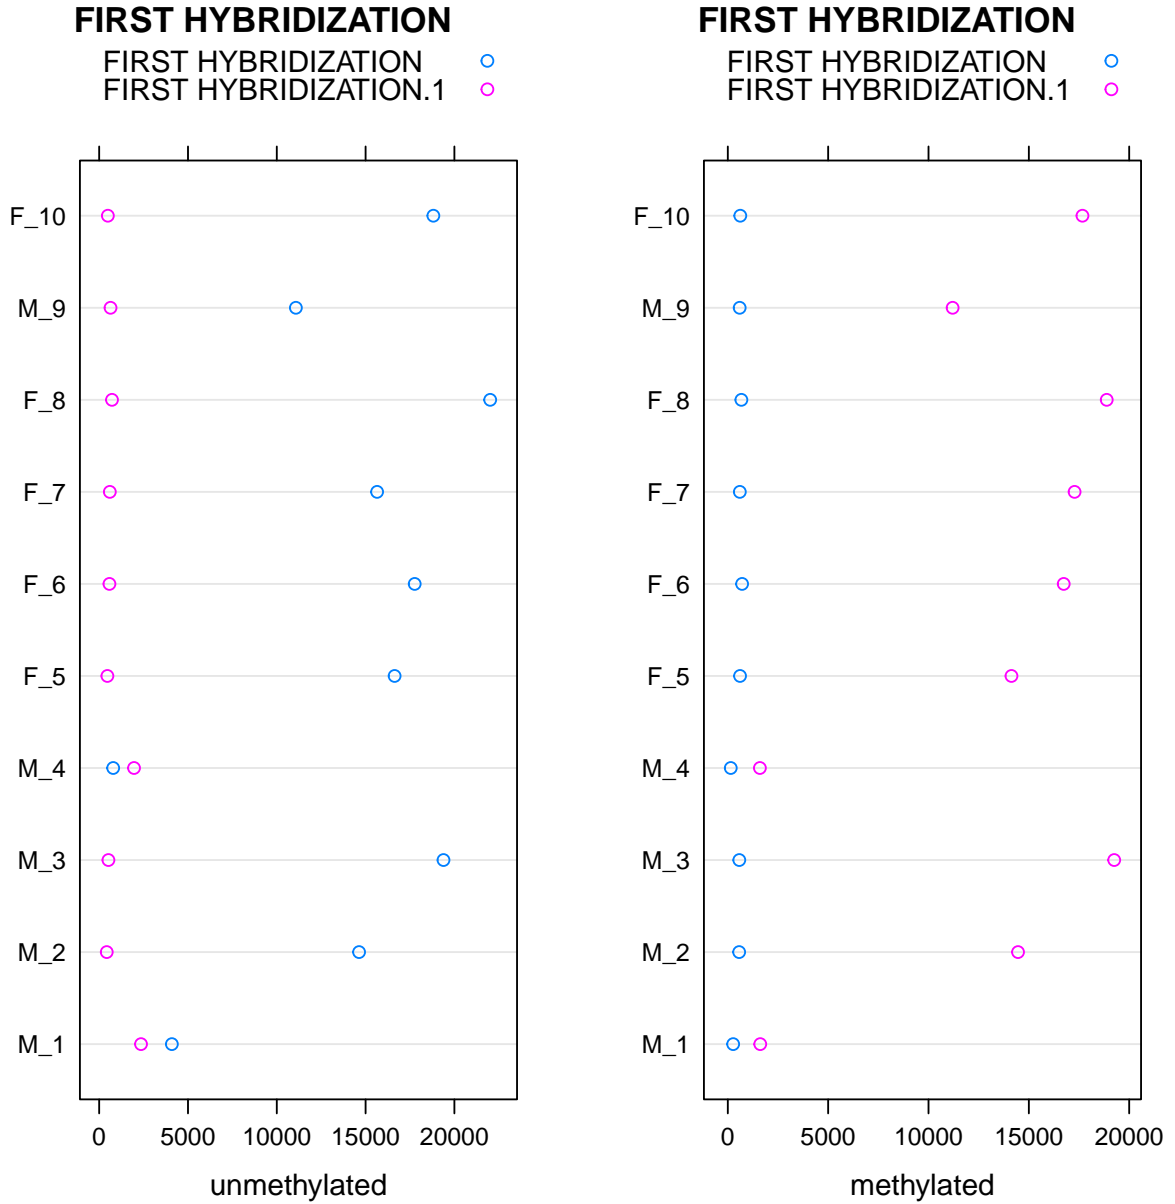 FIRST HYBRIDIZATION
FIRST HYBRIDIZATION
FIRST HYBRIDIZATION.1
F_10
M_9
F_8
F_7
F_6
F_5
M_4
M_3
M_2
M_1
0 5000 10000 15000 20000
unmethylated
FIRST HYBRIDIZATION
FIRST HYBRIDIZATION
FIRST HYBRIDIZATION.1
F_10
M_9
F_8
F_7
F_6
F_5
M_4
M_3
M_2
M_1
0 5000 10000 15000 20000
methylated